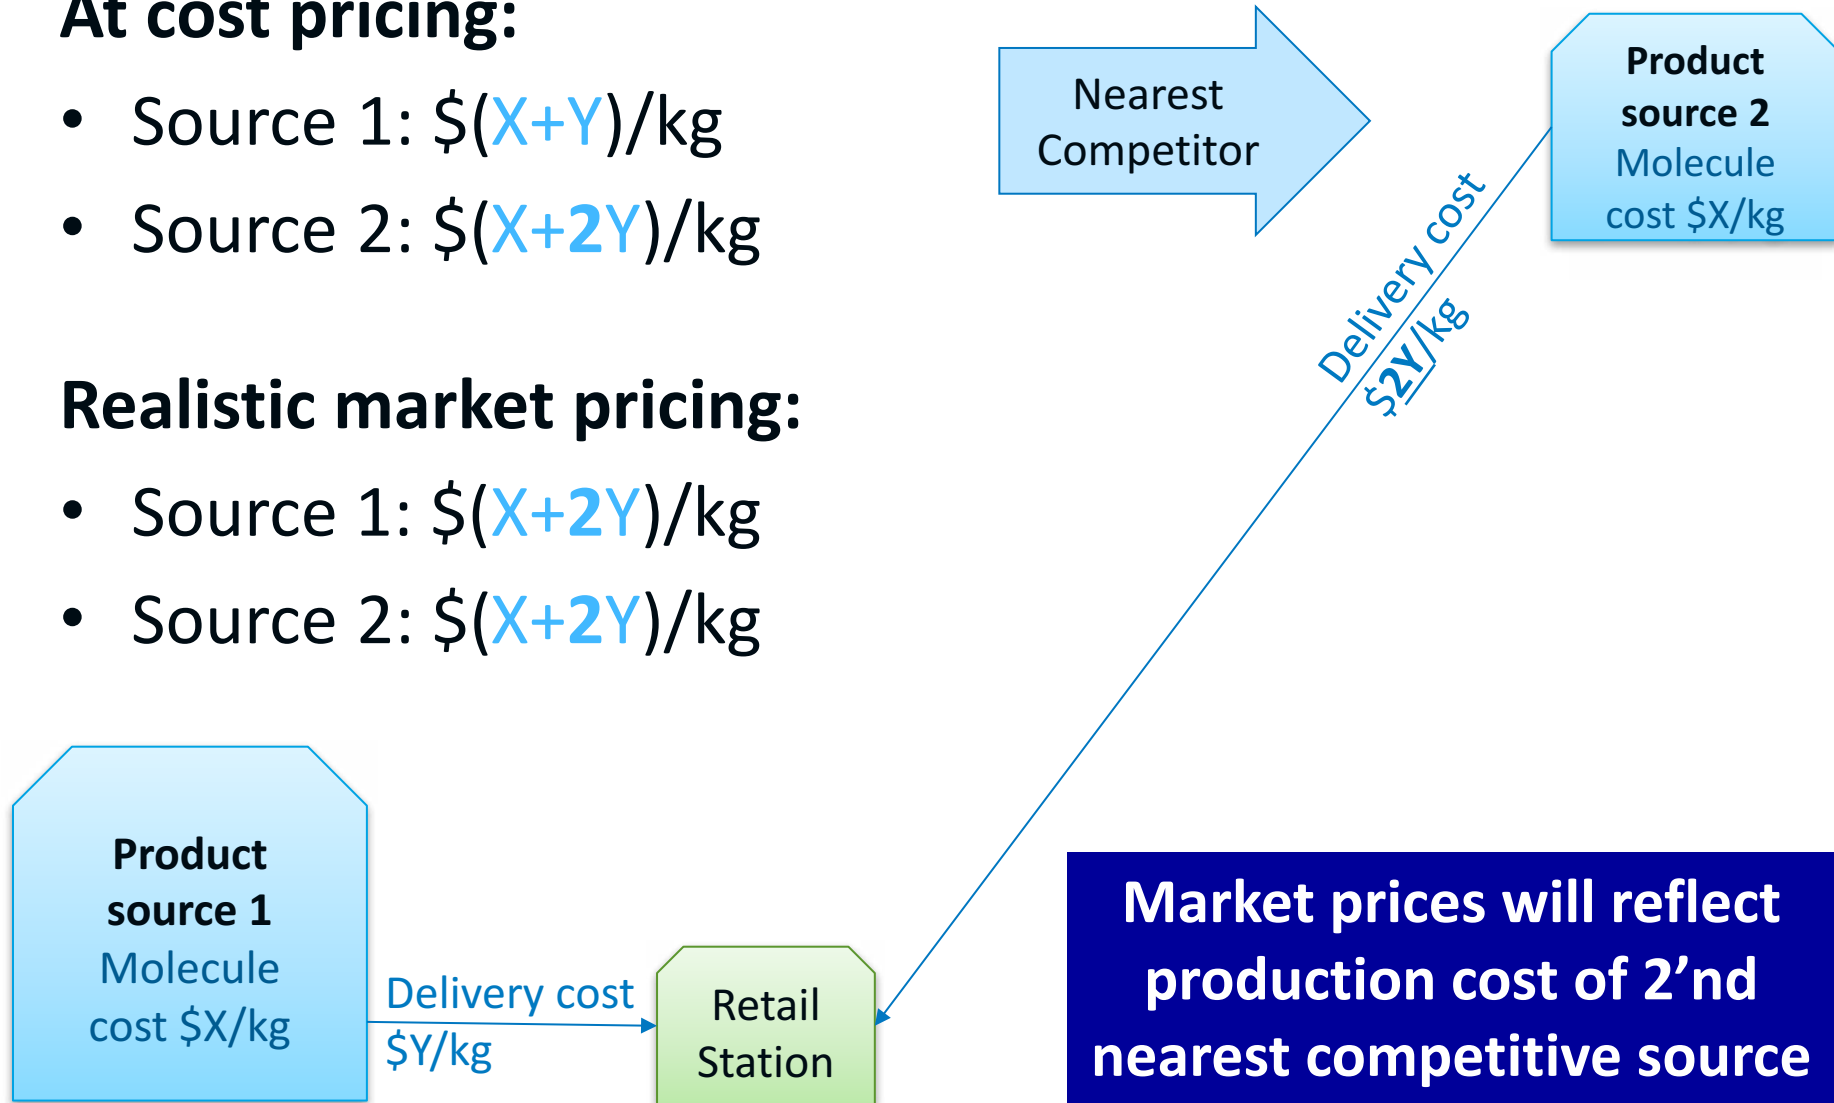 At cost pricing:
• Source 1: $(X+Y)/kg
• Source 2: $(X+2Y)/kg
Realistic market pricing:
• Source 1: $(X+2Y)/kg
• Source 2: $(X+2Y)/kg
Nearest
Competitor
Product
source 2
Molecule
cost $X/kg
Delivery cost
$2Y/kg
Product
source 1
Molecule
cost $X/kg
Delivery cost
$Y/kg
Retail
Station
Market prices will reflect
production cost of 2’nd
nearest competitive source